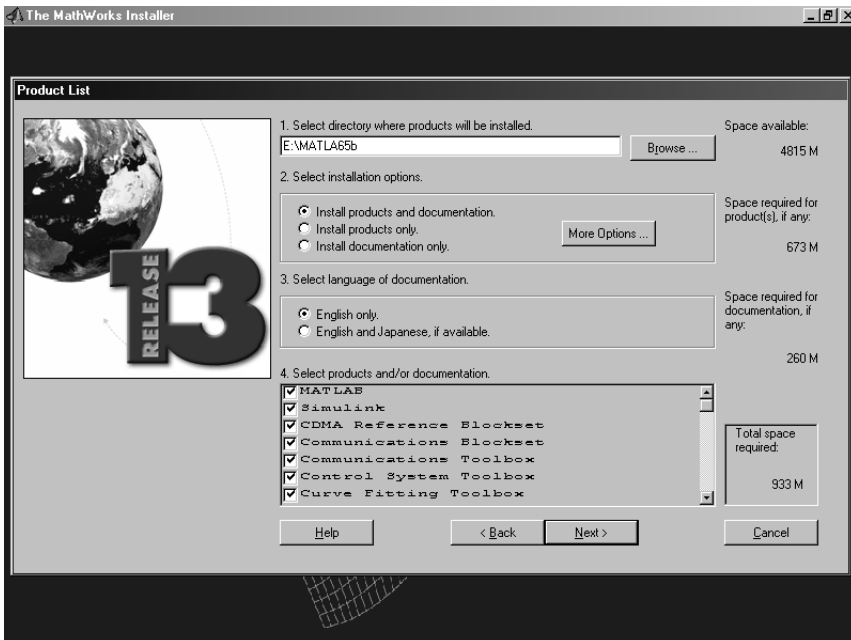 The MathWorks Installer
Product List
RELEASE 13
1. Select directory where products will be installed.
E:\MATLA65b
Browse ...
Space available:
4815 M
2. Select installation options.
Install products and documentation.
Install products only.
Install documentation only.
More Options ...
Space required for
product(s), if any:
673 M
3. Select language of documentation.
English only.
English and Japanese, if available.
Space required for
documentation, if
any:
260 M
4. Select products and/or documentation.
MATLAB
Simulink
CDMA Reference Blockset
Communications Blockset
Communications Toolbox
Control System Toolbox
Curve Fitting Toolbox
Total space
required:
933 M
Help
< Back
Next >
Cancel